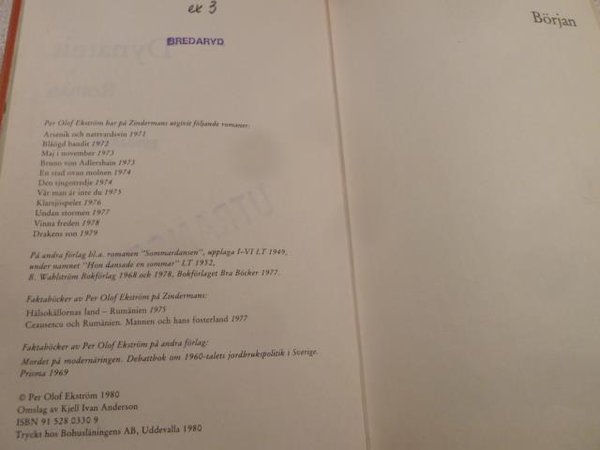 ex 3
BREDARYD
Per Olof Ekström har på Zindermans utgivit följande romaner:
Arsenik och nattvardsvin 1971
Blåögd bandit 1972
Maj i november 1973
Bruno von Adlershain 1973
En stad ovan molnen 1974
Den tjugotredje 1974
Vår man är inte du 1975
Klarsjöspelet 1976
Undan stormen 1977
Vinna freden 1978
Drakens son 1979
På andra förlag bl.a. romanen "Sommardansen", upplaga I-VI LT 1949,
under namnet "Hon dansade en sommar" LT 1952,
B. Wahlström Bokförlag 1968 och 1978, Bokförlaget Bra Böcker 1977.
Faktaböcker av Per Olof Ekström på Zindermans:
Hälsokällornas land – Rumänien 1975
Ceausescu och Rumänien. Mannen och hans fosterland 1977
Faktaböcker av Per Olof Ekström på andra förlag:
Mordet på modernäringen. Debattbok om 1960-talets jordbrukspolitik i Sverige.
Prisma 1969
© Per Olof Ekström 1980
Omslag av Kjell Ivan Anderson
ISBN 91 528 0330 9
Tryckt hos Bohusläningens AB, Uddevalla 1980
Början